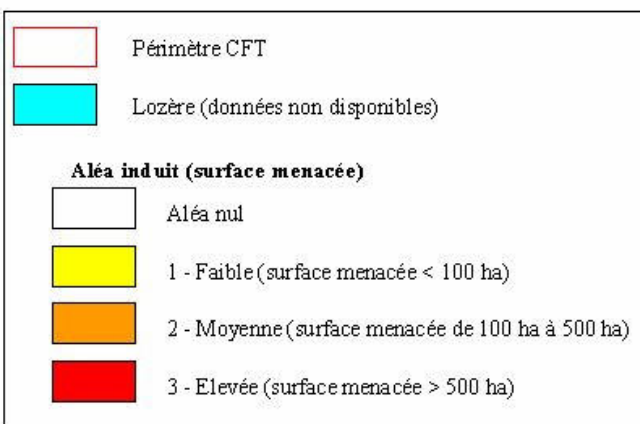 Périmètre CFT
Lozère (données non disponibles)
Aléa induit (surface menacée)
Aléa nul
1 - Faible (surface menacée < 100 ha)
2 - Moyenne (surface menacée de 100 ha à 500 ha)
3 - Elevée (surface menacée > 500 ha)